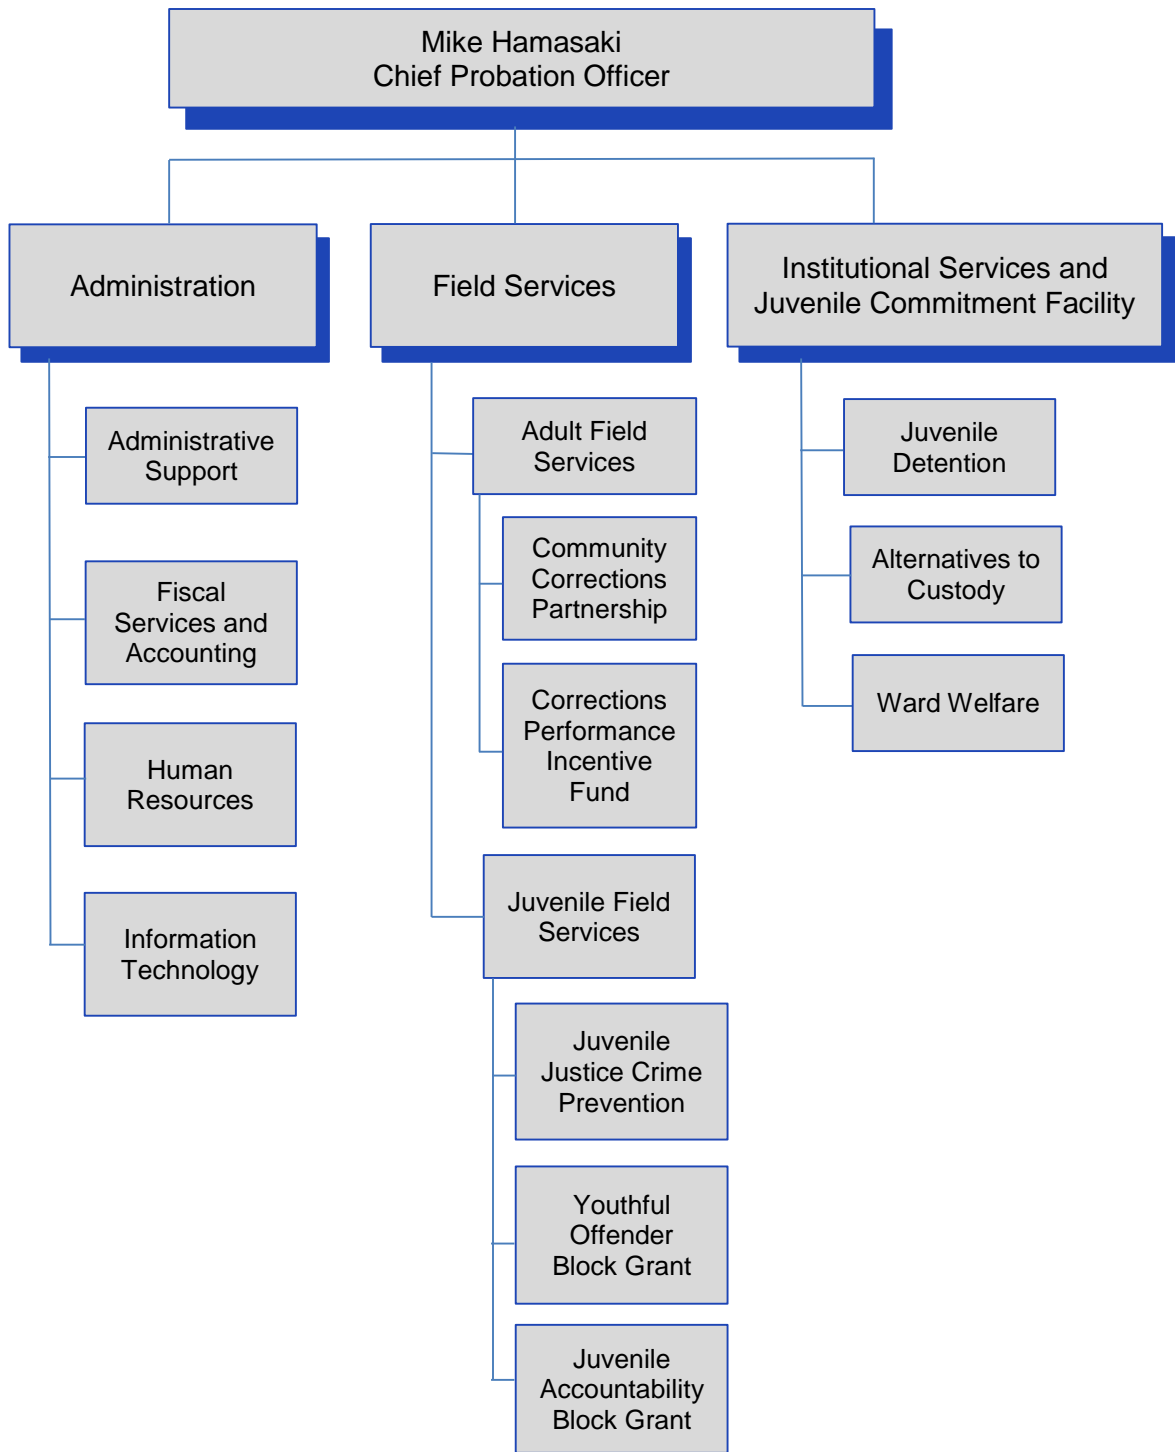 Mike Hamasaki
Chief Probation Officer
Administration
Field Services
Institutional Services and
Juvenile Commitment Facility
Administrative
Support
Fiscal
Services and
Accounting
Human
Resources
Information
Technology
Adult Field
Services
Community
Corrections
Partnership
Corrections
Performance
Incentive
Fund
Juvenile Field
Services
Juvenile
Justice Crime
Prevention
Youthful
Offender
Block Grant
Juvenile
Accountability
Block Grant
Juvenile
Detention
Alternatives to
Custody
Ward Welfare